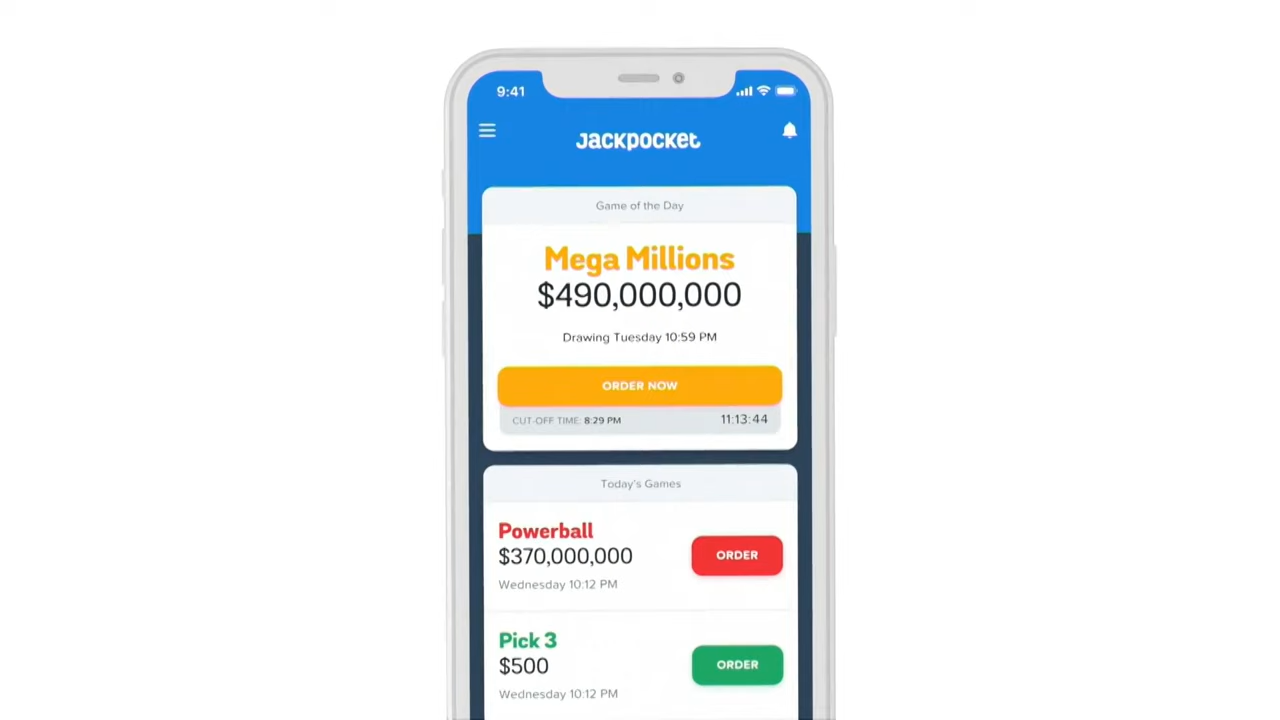 9:41
Jackpocket
Game of the Day
Mega Millions
$490,000,000
Drawing Tuesday 10:59 PM
ORDER NOW
CUT-OFF TIME: 8:29 PM 11:13:44
Today's Games
Powerball
$370,000,000
ORDER
Wednesday 10:12 PM
Pick 3
$500
ORDER
Wednesday 10:12 PM